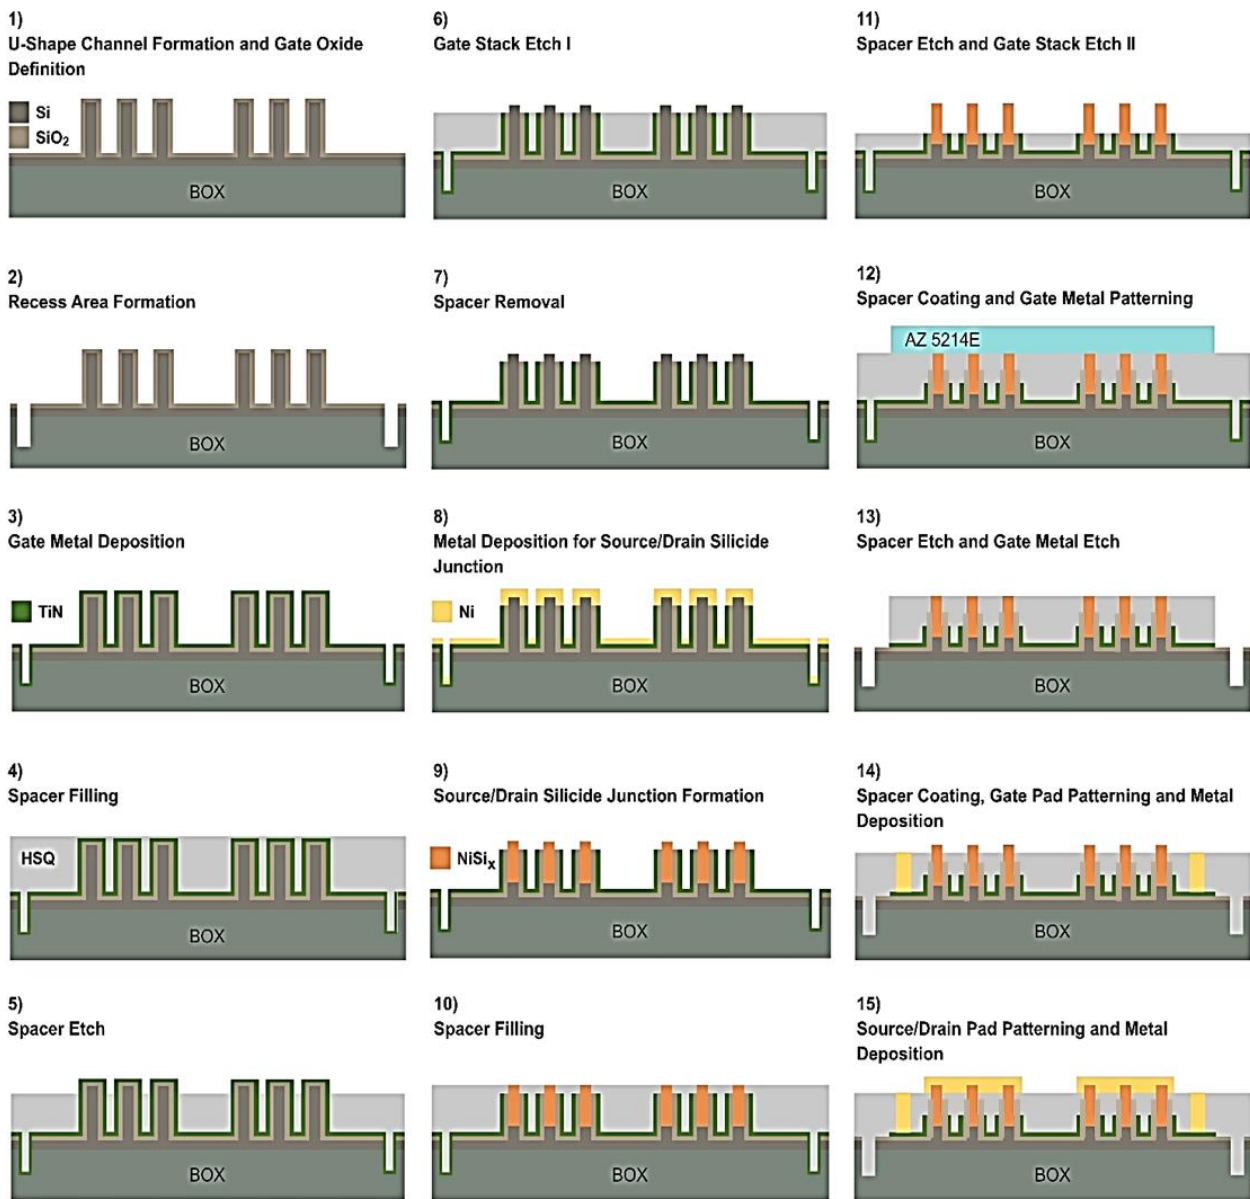 1)
U-Shape Channel Formation and Gate Oxide
Definition
Si
SiO₂
BOX
2)
Recess Area Formation
BOX
3)
Gate Metal Deposition
TiN
BOX
4)
Spacer Filling
HSQ
BOX
5)
Spacer Etch
BOX
6)
Gate Stack Etch I
BOX
7)
Spacer Removal
BOX
8)
Metal Deposition for Source/Drain Silicide
Junction
Ni
BOX
9)
Source/Drain Silicide Junction Formation
NiSiₓ
BOX
10)
Spacer Filling
BOX
11)
Spacer Etch and Gate Stack Etch II
BOX
12)
Spacer Coating and Gate Metal Patterning
AZ 5214E
BOX
13)
Spacer Etch and Gate Metal Etch
BOX
14)
Spacer Coating, Gate Pad Patterning and Metal
Deposition
BOX
15)
Source/Drain Pad Patterning and Metal
Deposition
BOX